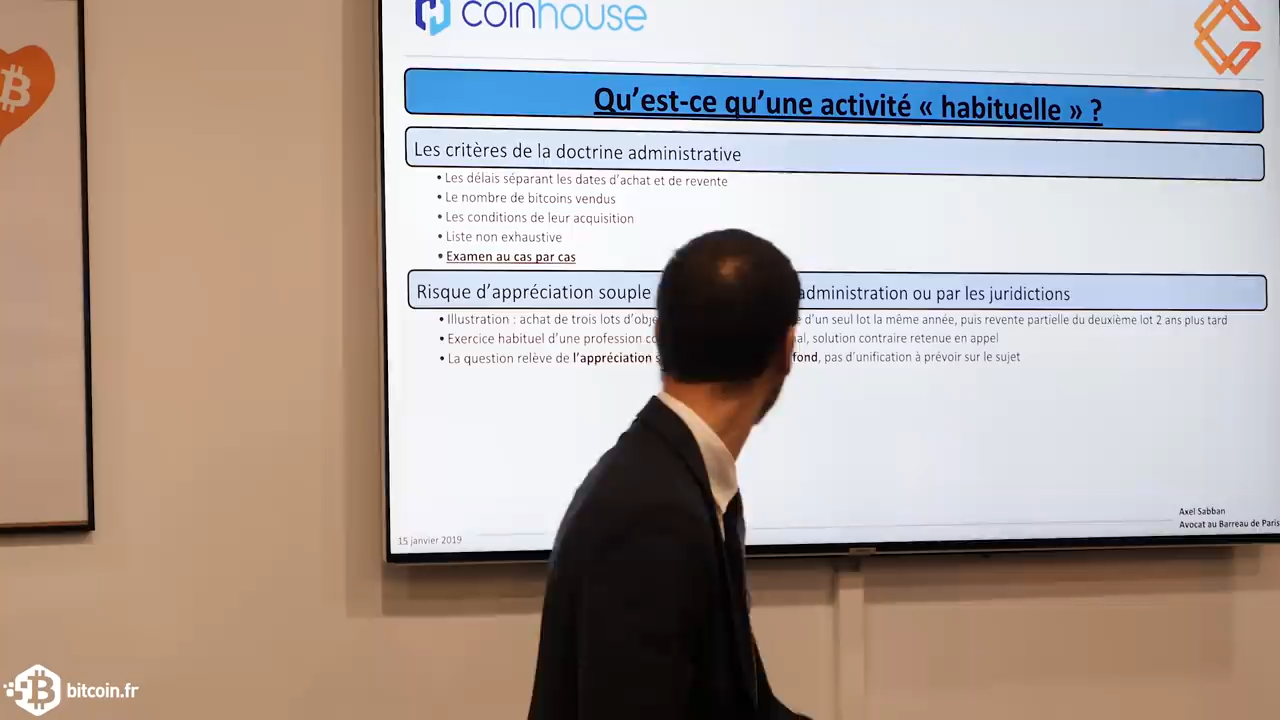 coinhouse
Qu’est-ce qu’une activité « habituelle » ?
Les critères de la doctrine administrative
• Les délais séparant les dates d’achat et de revente
• Le nombre de bitcoins vendus
• Les conditions de leur acquisition
• Liste non exhaustive
• Examen au cas par cas
Risque d’appréciation souple administration ou par les juridictions
• Illustration : achat de trois lots d’un seul lot la même année, puis revente partielle du deuxième lot 2 ans plus tard
• Exercice habituel d’une profession solution contraire retenue en appel
• La question relève de l’appréciation fond, pas d’unification à prévoir sur le sujet
Axel Sabban
Avocat au Barreau de Paris
15 janvier 2019
bitcoin.fr